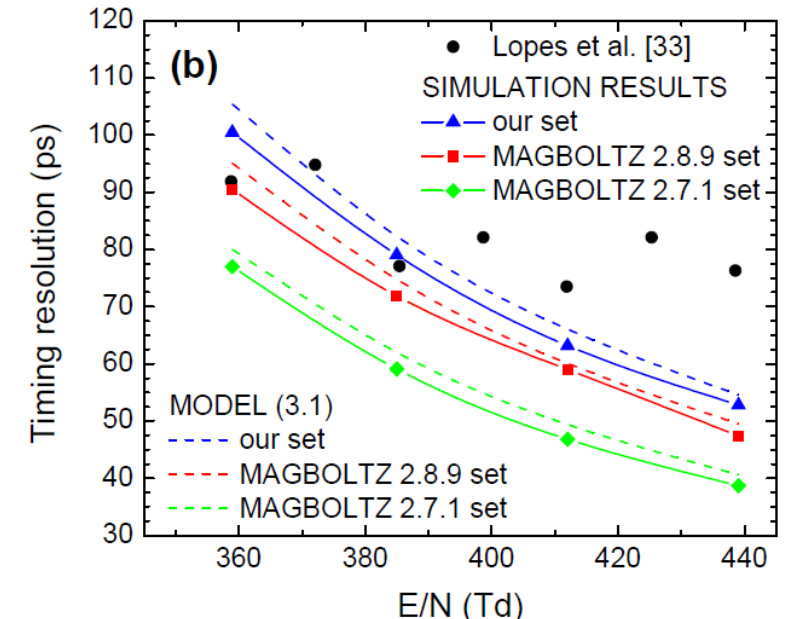 120
110
100
90
80
70
60
50
40
30
Timing resolution (ps)
(b)
Lopes et al. [33]
SIMULATION RESULTS
our set
MAGBOLTZ 2.8.9 set
MAGBOLTZ 2.7.1 set
MODEL (3.1)
our set
MAGBOLTZ 2.8.9 set
MAGBOLTZ 2.7.1 set
360 380 400 420 440
E/N (Td)